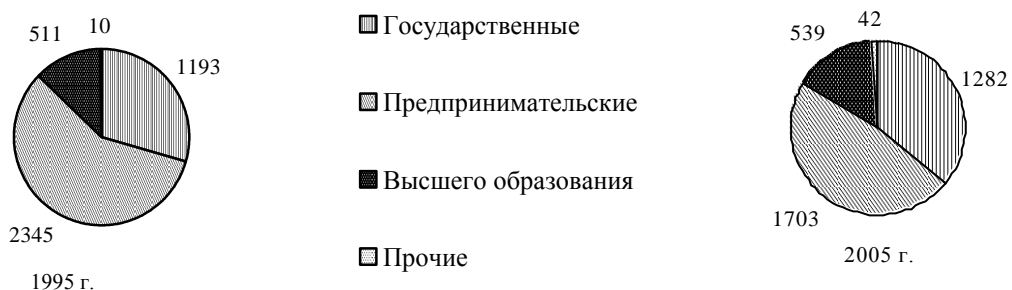 511
10
1193
2345
1995 г.
Государственные
Предпринимательские
Высшего образования
Прочие
539
42
1282
1703
2005 г.